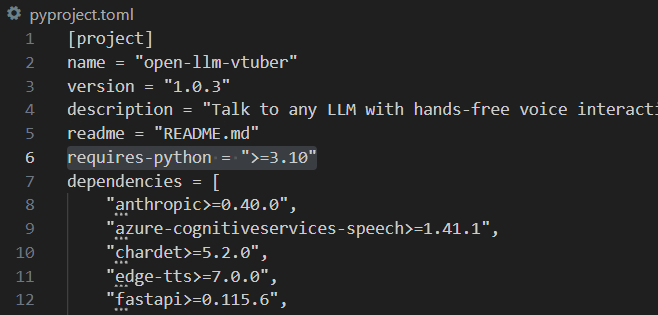 pyproject.toml
1 [project]
2 name = "open-llm-vtuber"
3 version = "1.0.3"
4 description = "Talk to any LLM with hands-free voice interacti
5 readme = "README.md"
6 requires-python = ">=3.10"
7 dependencies = [
8 "anthropic>=0.40.0",
9 "azure-cognitiveservices-speech>=1.41.1",
10 "chardet>=5.2.0",
11 "edge-tts>=7.0.0",
12 "fastapi>=0.115.6",